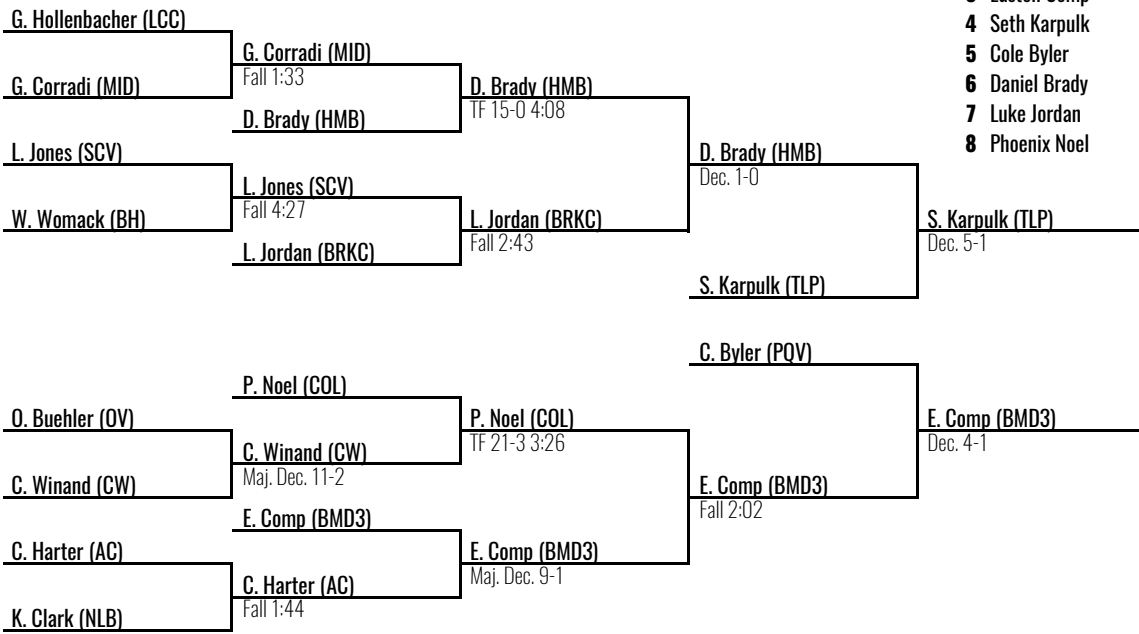 3 Easton Comp
4 Seth Karpulk
5 Cole Byler
6 Daniel Brady
7 Luke Jordan
8 Phoenix Noel
G. Hollenbacher (LCC)
G. Corradi (MID)
Fall 1:33
G. Corradi (MID)
D. Brady (HMB)
TF 15-0 4:08
D. Brady (HMB)
L. Jones (SCV)
D. Brady (HMB)
Dec. 1-0
L. Jones (SCV)
Fall 4:27
W. Womack (BH)
L. Jordan (BRKC)
Fall 2:43
S. Karpulk (TLP)
Dec. 5-1
L. Jordan (BRKC)
S. Karpulk (TLP)
C. Byler (PQV)
P. Noel (COL)
O. Buehler (OV)
P. Noel (COL)
TF 21-3 3:26
E. Comp (BMD3)
Dec. 4-1
C. Winand (CW)
Maj. Dec. 11-2
C. Winand (CW)
E. Comp (BMD3)
Fall 2:02
E. Comp (BMD3)
C. Harter (AC)
E. Comp (BMD3)
Maj. Dec. 9-1
C. Harter (AC)
Fall 1:44
K. Clark (NLB)